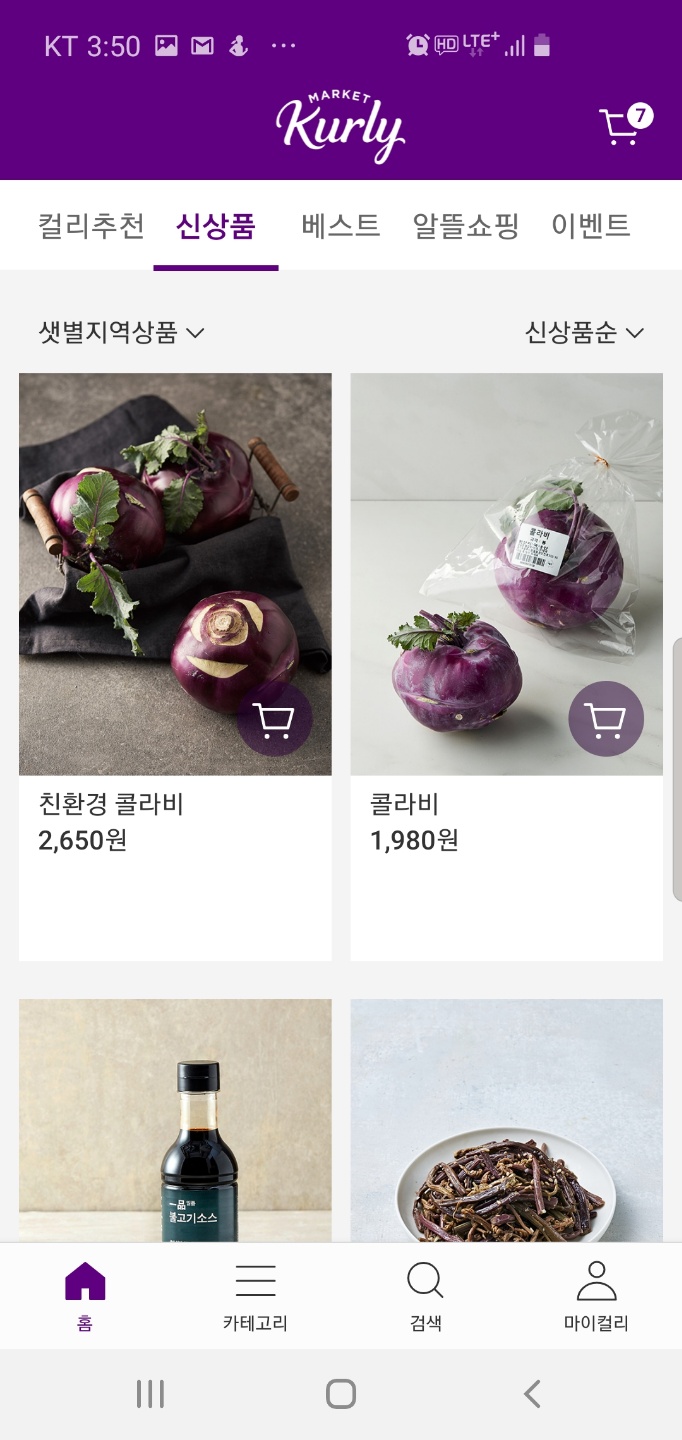 KT 3:50
HD LTE+
MARKET
Kurly
7
컬리추천 신상품 베스트 알뜰쇼핑 이벤트
샛별지역상품 신상품순
콜라비
친환경 콜라비
2,650원
콜라비
1,980원
一品
불고기소스
홈 카테고리 검색 마이컬리